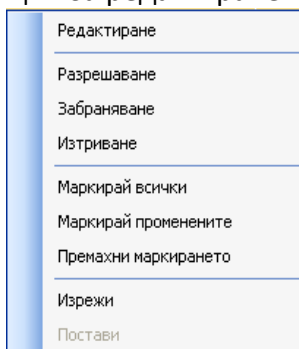 Редактиране
Разрешаване
Забраняване
Изтриване
Маркирай всички
Маркирай променените
Премахни маркирането
Изрежи
Постави